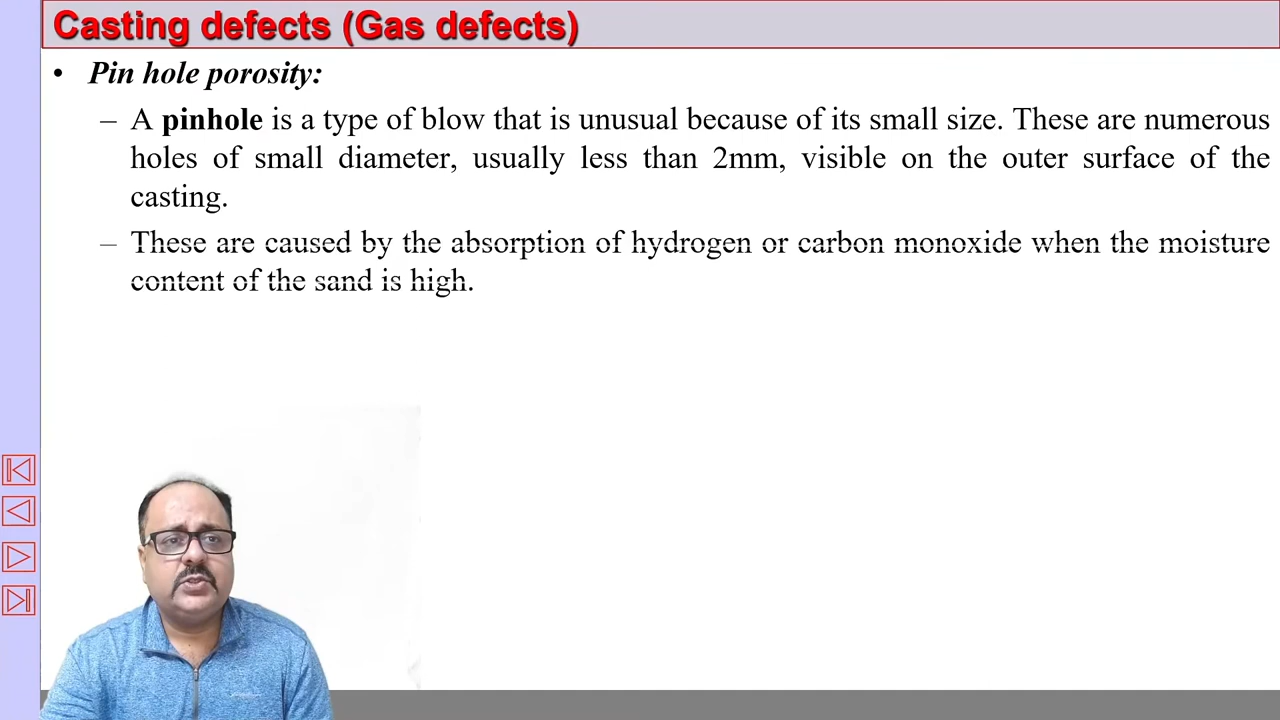 Casting defects (Gas defects)
• Pin hole porosity:
– A pinhole is a type of blow that is unusual because of its small size. These are numerous
holes of small diameter, usually less than 2mm, visible on the outer surface of the
casting.
– These are caused by the absorption of hydrogen or carbon monoxide when the moisture
content of the sand is high.